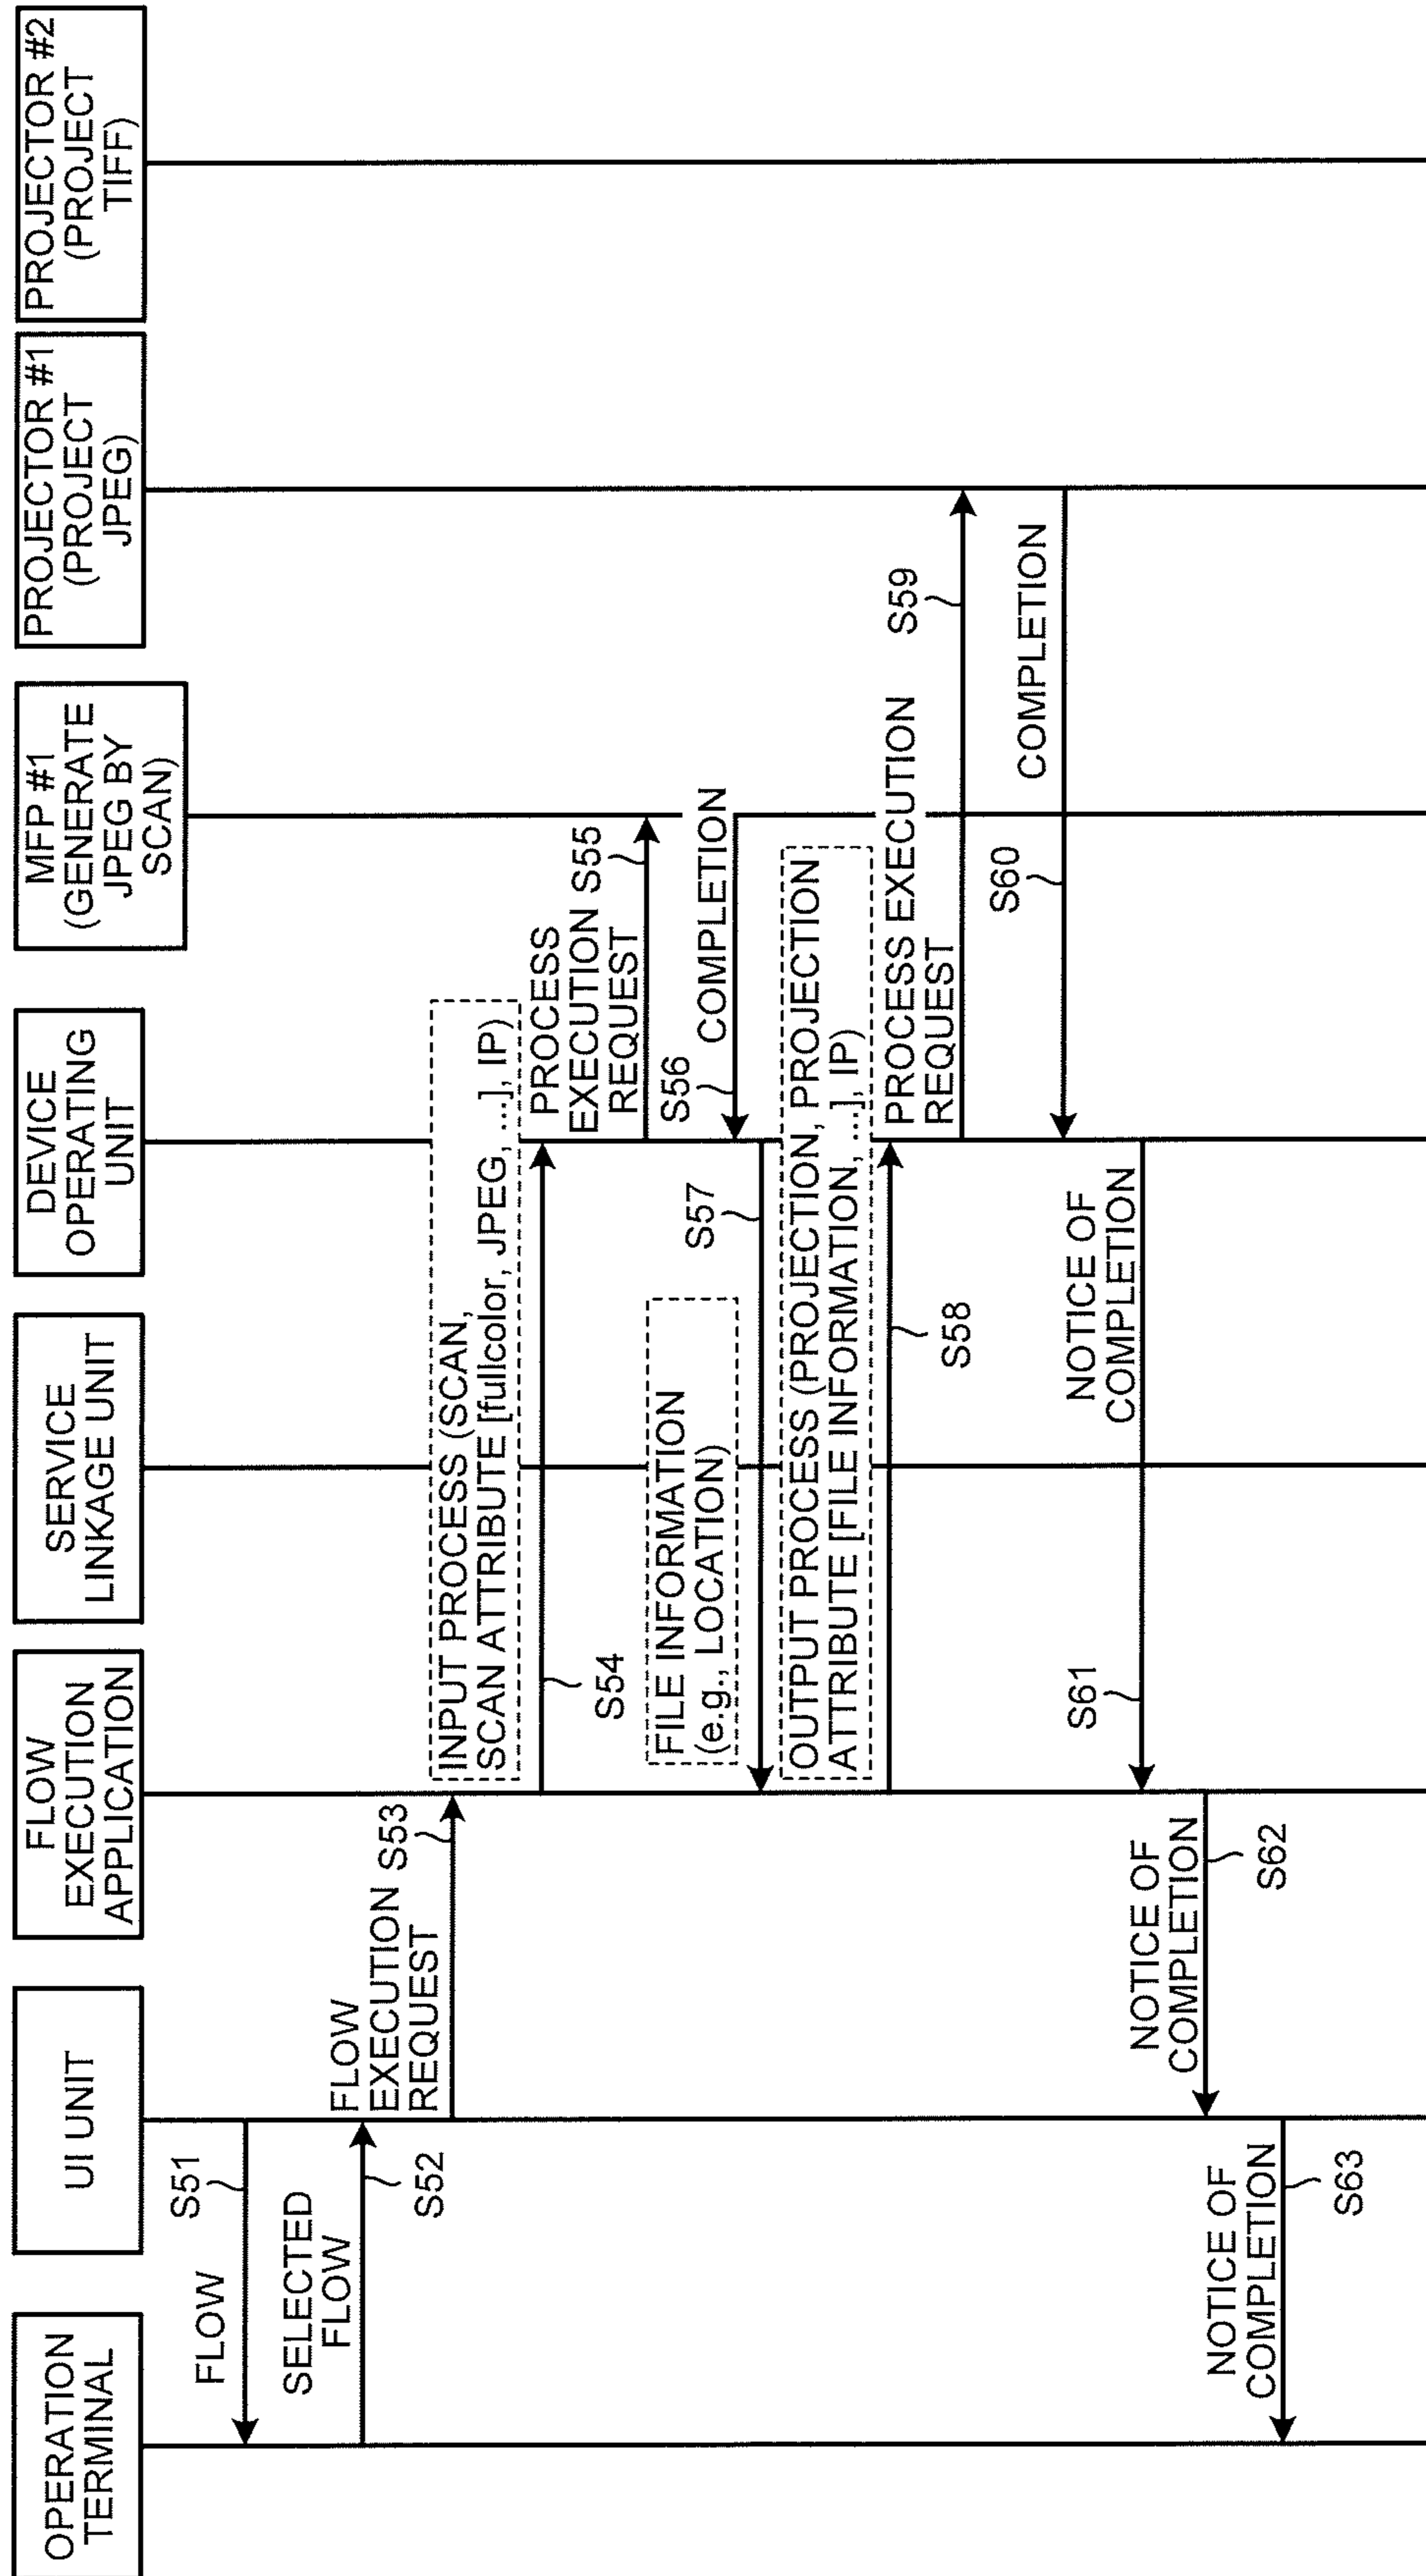 OPERATION
TERMINAL
UI UNIT
FLOW
EXECUTION
APPLICATION
SERVICE
LINKAGE UNIT
DEVICE
OPERATING
UNIT
MFP #1
(GENERATE
JPEG BY
SCAN)
PROJECTOR #1
(PROJECT
JPEG)
PROJECTOR #2
(PROJECT
TIFF)
FLOW
S51
SELECTED
FLOW
S52
FLOW
EXECUTION
REQUEST
S53
INPUT PROCESS (SCAN,
SCAN ATTRIBUTE [fullcolor, JPEG, ...], IP)
S54
PROCESS
EXECUTION
REQUEST
S55
S56
COMPLETION
FILE INFORMATION
(e.g., LOCATION)
S57
OUTPUT PROCESS (PROJECTION, PROJECTION
ATTRIBUTE [FILE INFORMATION, ...], IP)
S58
PROCESS EXECUTION
REQUEST
S59
S60
COMPLETION
S61
NOTICE OF
COMPLETION
NOTICE OF
COMPLETION
S62
NOTICE OF
COMPLETION
S63